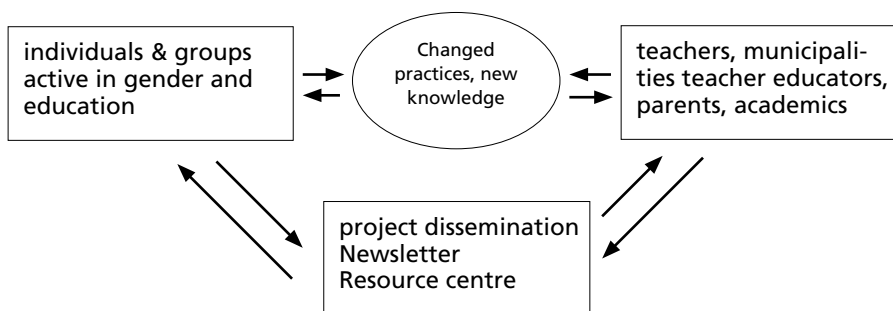 individuals & groups
active in gender and
education
Changed
practices, new
knowledge
teachers, municipali-
ties teacher educators,
parents, academics
project dissemination
Newsletter
Resource centre